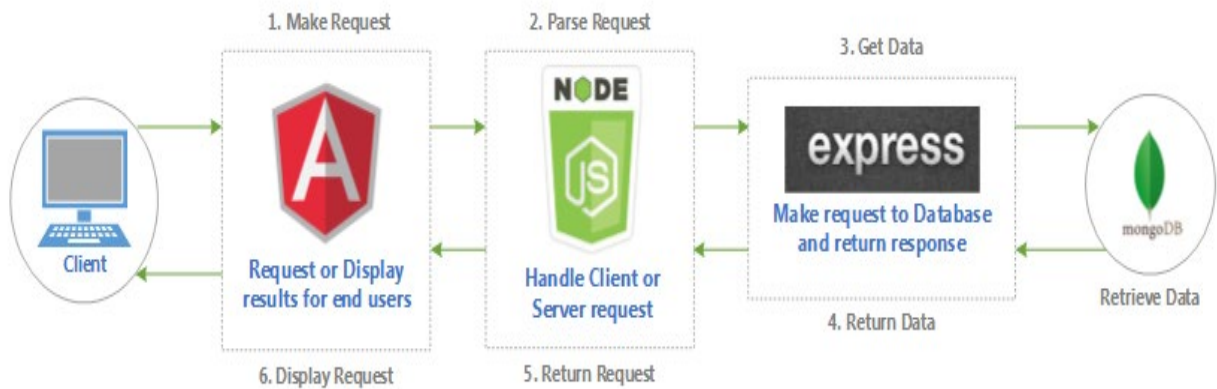 1. Make Request
2. Parse Request
3. Get Data
NODE
JS
A
express
Client
Request or Display
results for end users
Handle Client or
Server request
Make request to Database
and return response
mongoDB
Retrieve Data
4. Return Data
5. Return Request
6. Display Request